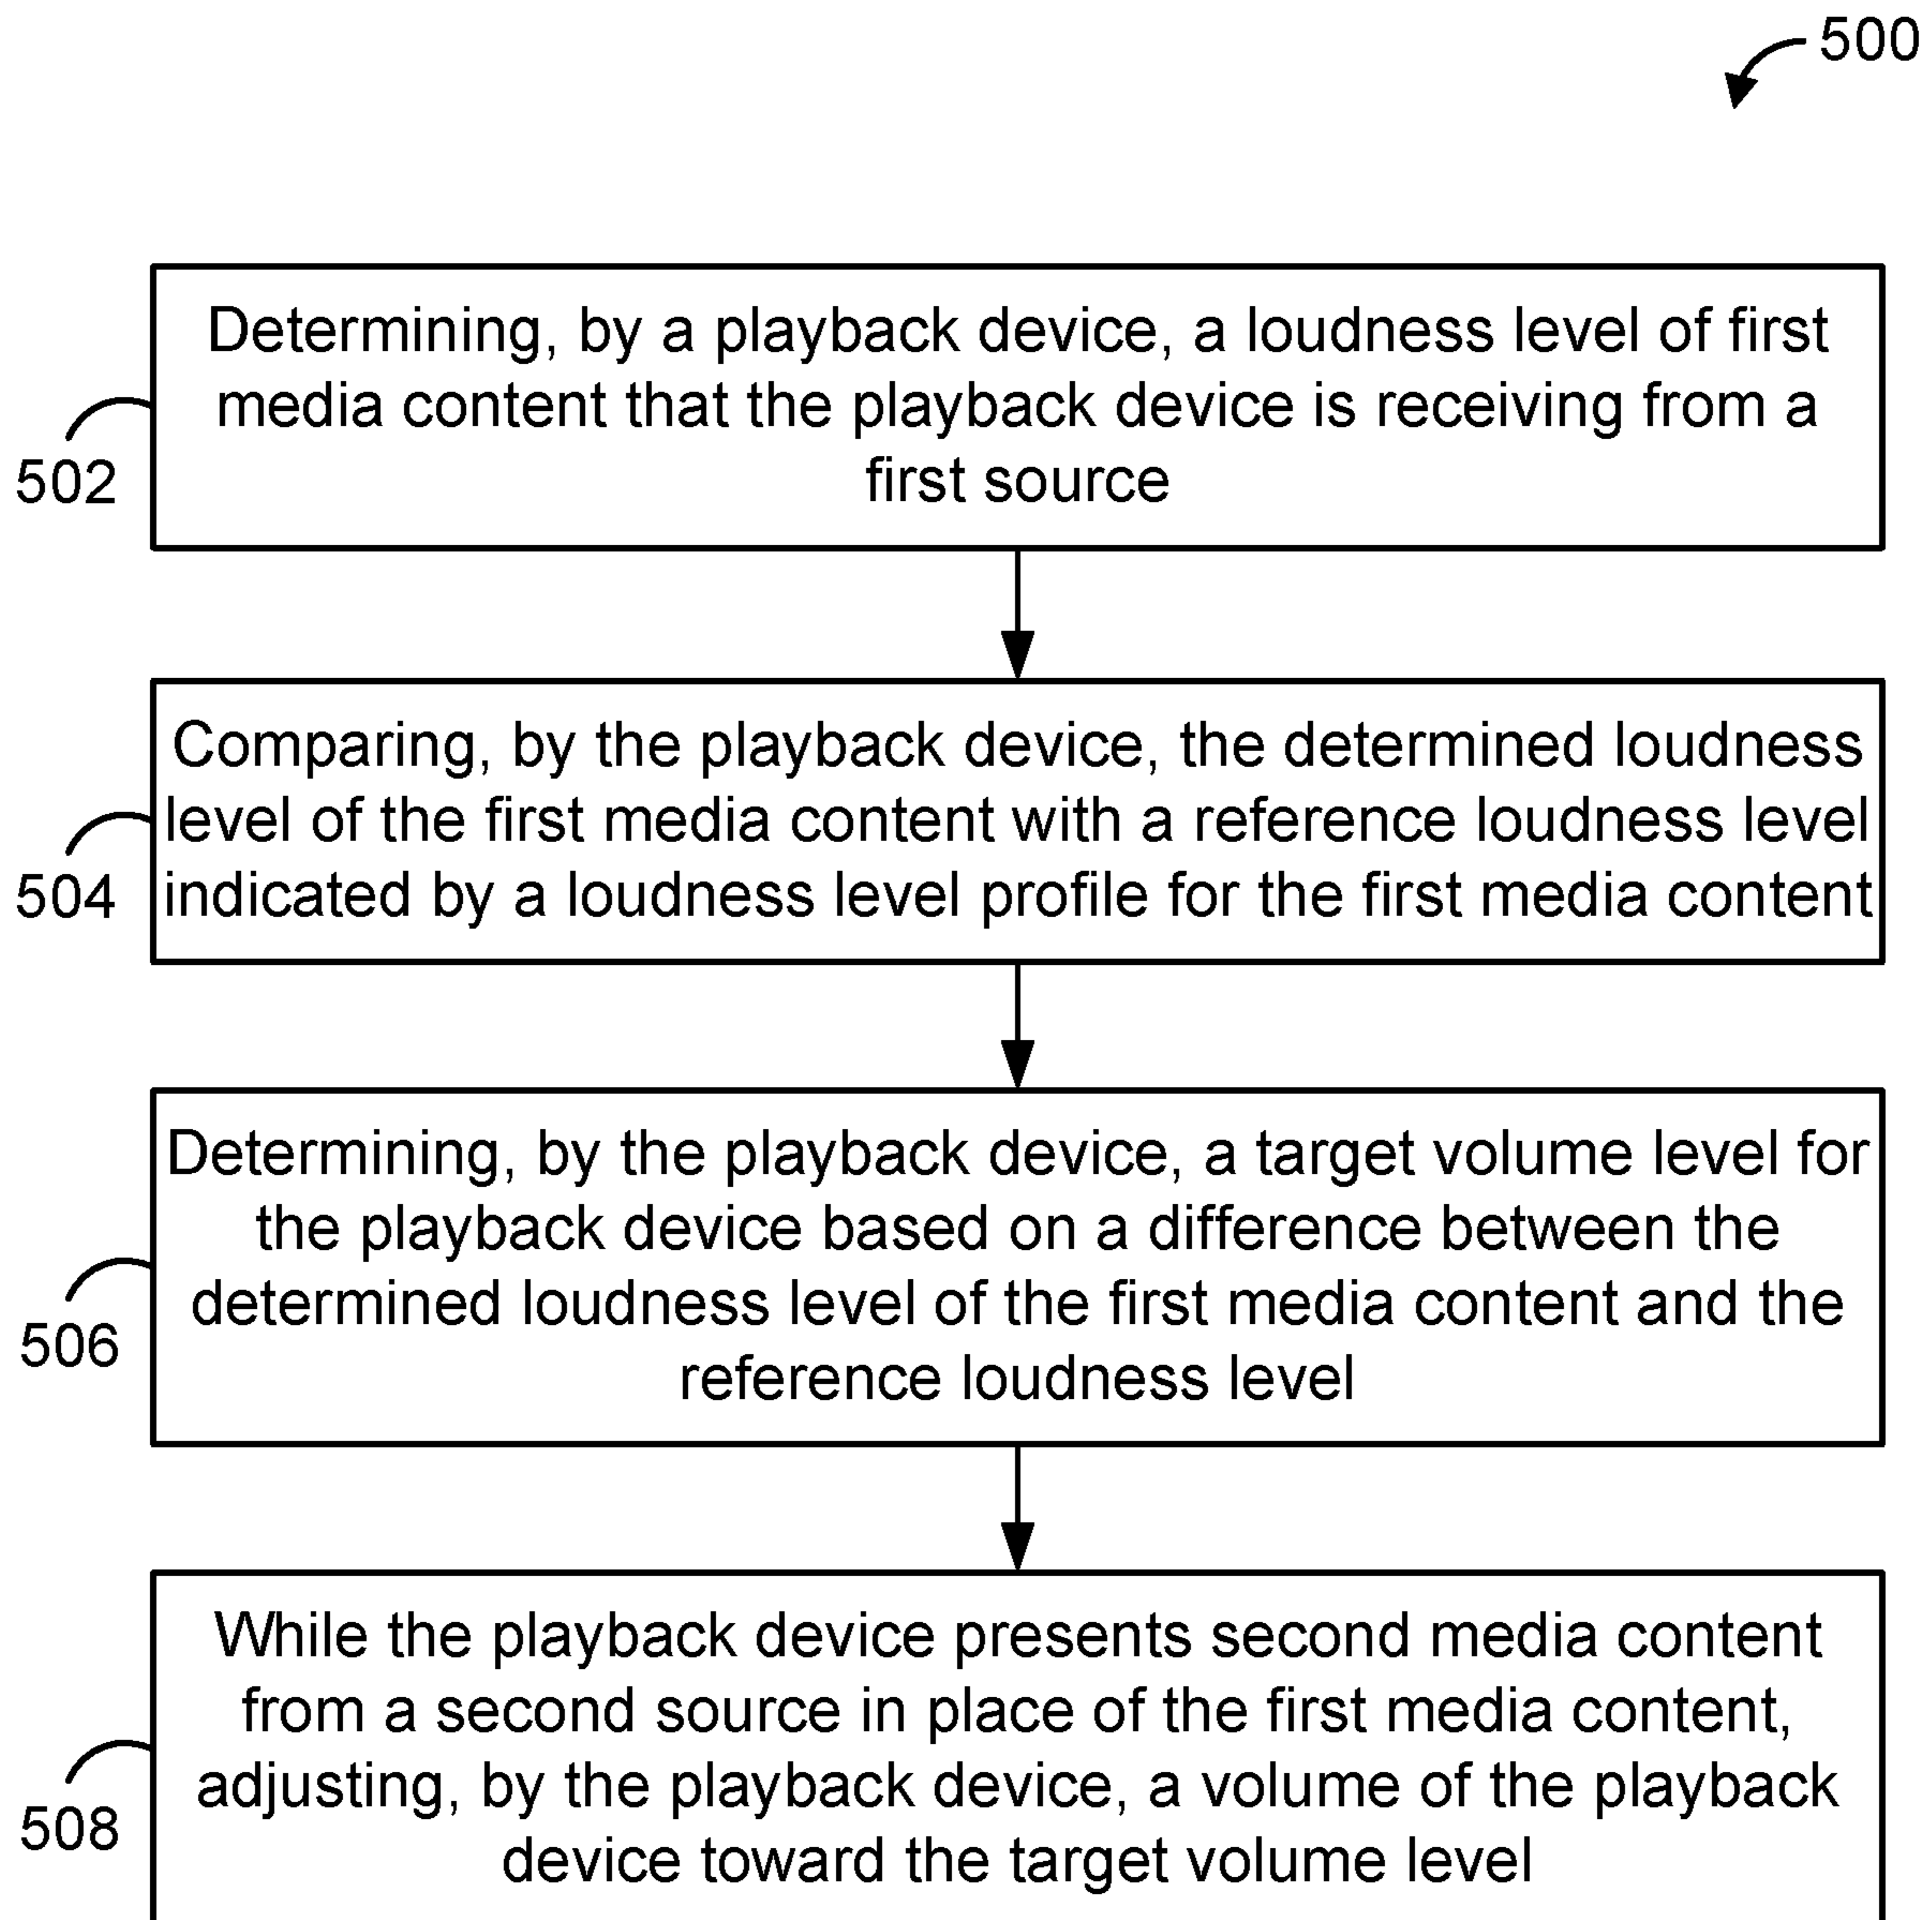 500
Determining, by a playback device, a loudness level of first
media content that the playback device is receiving from a
first source
502
Comparing, by the playback device, the determined loudness
level of the first media content with a reference loudness level
indicated by a loudness level profile for the first media content
504
Determining, by the playback device, a target volume level for
the playback device based on a difference between the
determined loudness level of the first media content and the
reference loudness level
506
While the playback device presents second media content
from a second source in place of the first media content,
adjusting, by the playback device, a volume of the playback
device toward the target volume level
508